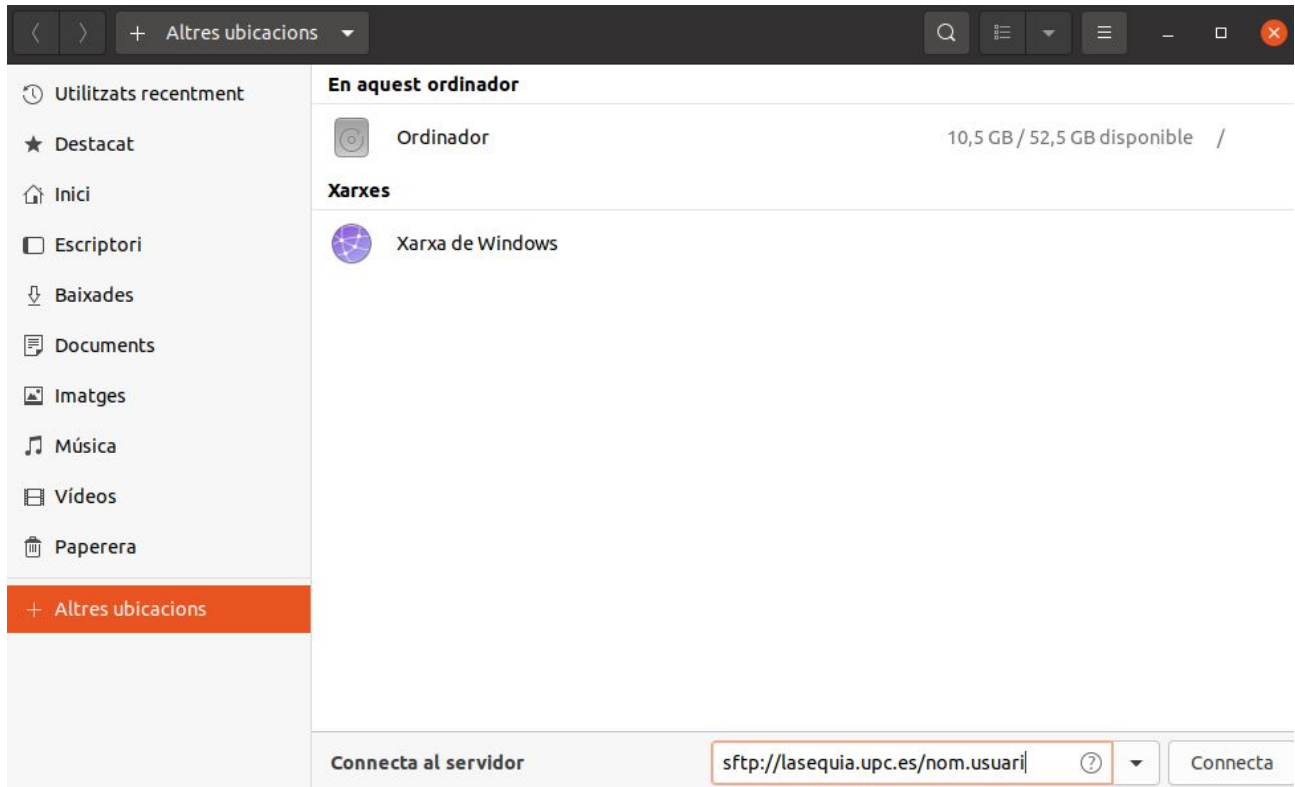 Altres ubicacions
Utilitzats recentment
Destacat
Inici
Escriptori
Baixades
Documents
Imatges
Música
Vídeos
Paperera
+ Altres ubicacions
En aquest ordinador
Ordinador 10,5 GB / 52,5 GB disponible /
Xarxes
Xarxa de Windows
Connecta al servidor sftp://lasequia.upc.es/nom.usuari Connecta